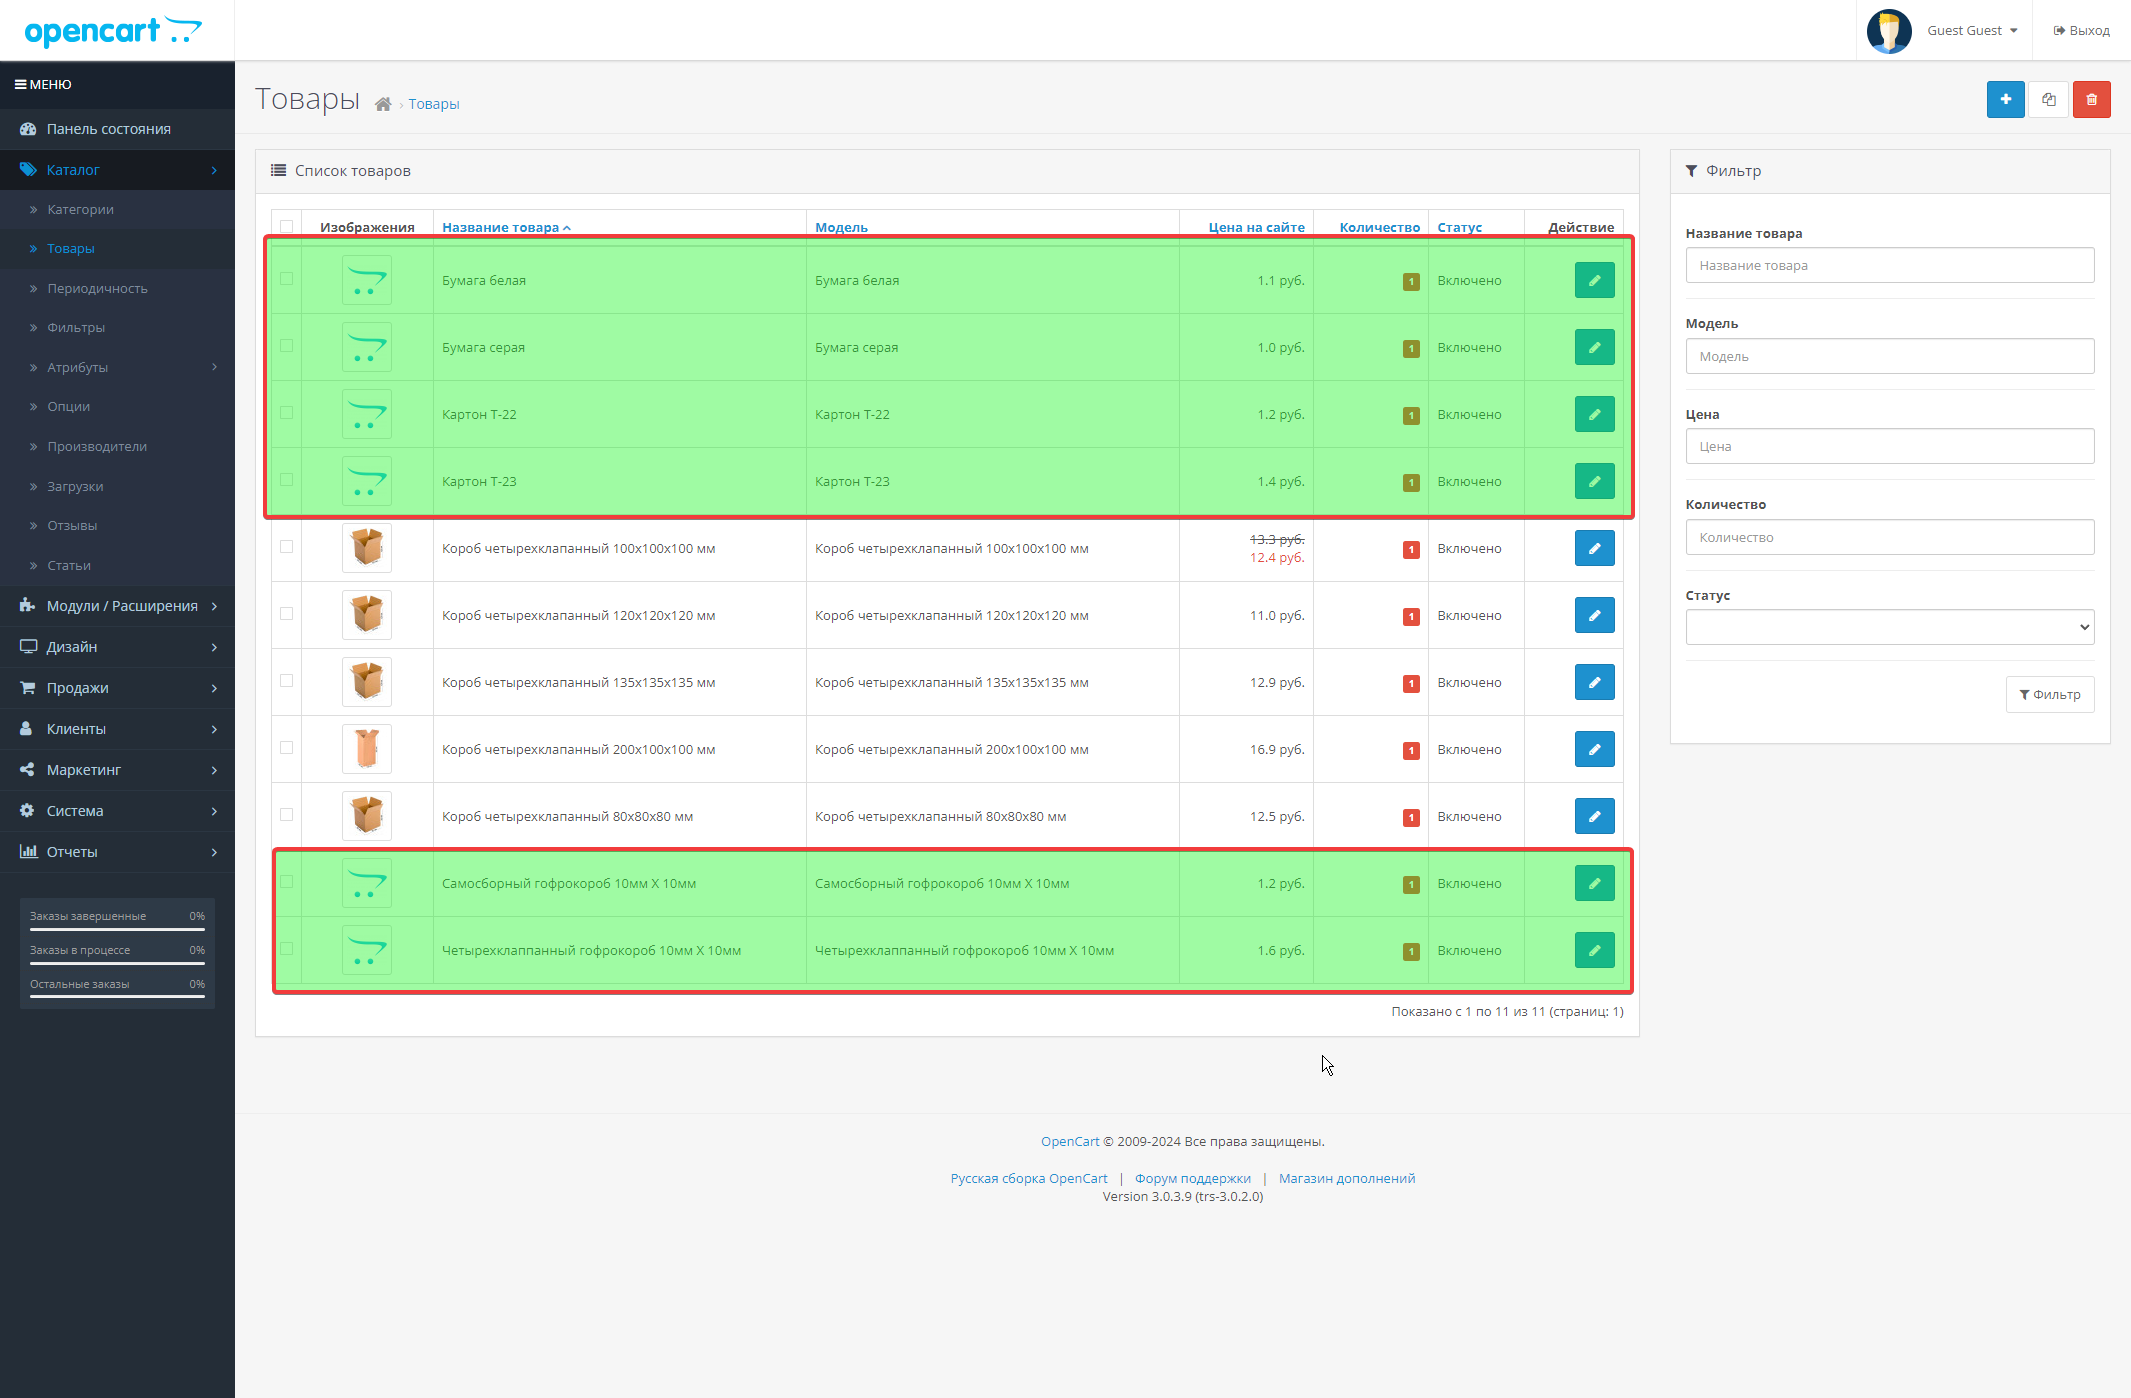 opencart
Guest Guest
Выход
МЕНЮ
Панель состояния
Каталог
Категории
Товары
Периодичность
Фильтры
Атрибуты
Опции
Производители
Загрузки
Отзывы
Статьи
Модули / Расширения
Дизайн
Продажи
Клиенты
Маркетинг
Система
Отчеты
Заказы завершенные 0%
Заказы в процессе 0%
Остальные заказы 0%
Товары › Товары
Список товаров
Изображения Название товара Модель Цена на сайте Количество Статус Действие
Бумага белая Бумага белая 1.1 руб. 1 Включено
Бумага серая Бумага серая 1.0 руб. 1 Включено
Картон Т-22 Картон Т-22 1.2 руб. 1 Включено
Картон Т-23 Картон Т-23 1.4 руб. 1 Включено
Короб четырехклапанный 100х100х100 мм Короб четырехклапанный 100х100х100 мм 13.3 руб. 1 Включено
12.4 руб.
Короб четырехклапанный 120х120х120 мм Короб четырехклапанный 120х120х120 мм 11.0 руб. 1 Включено
Короб четырехклапанный 135х135х135 мм Короб четырехклапанный 135х135х135 мм 12.9 руб. 1 Включено
Короб четырехклапанный 200х100х100 мм Короб четырехклапанный 200х100х100 мм 16.9 руб. 1 Включено
Короб четырехклапанный 80х80х80 мм Короб четырехклапанный 80х80х80 мм 12.5 руб. 1 Включено
Самосборный гофрокороб 10мм Х 10мм Самосборный гофрокороб 10мм Х 10мм 1.2 руб. 1 Включено
Четырехклаппанный гофрокороб 10мм Х 10мм Четырехклаппанный гофрокороб 10мм Х 10мм 1.6 руб. 1 Включено
Показано с 1 по 11 из 11 (страниц: 1)
Фильтр
Название товара
Название товара
Модель
Модель
Цена
Цена
Количество
Количество
Статус
Фильтр
OpenCart © 2009-2024 Все права защищены.
Русская сборка OpenCart | Форум поддержки | Магазин дополнений
Version 3.0.3.9 (trs-3.0.2.0)